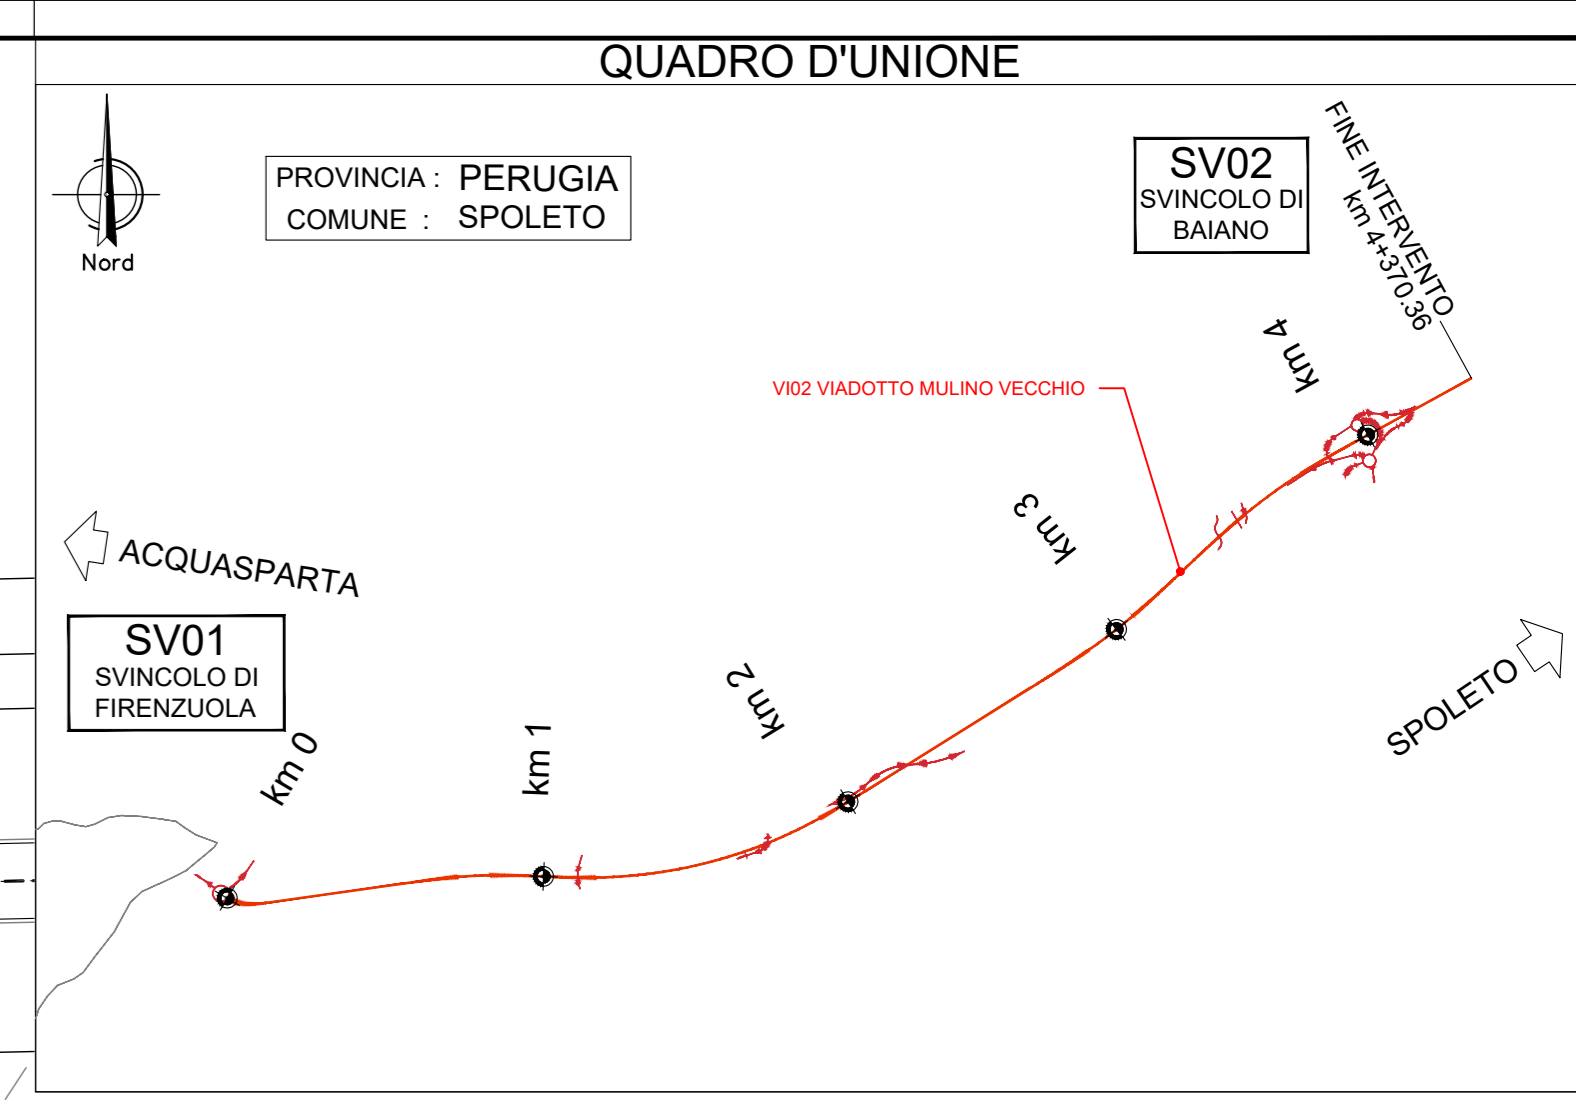 QUADRO D'UNIONE
Nord
PROVINCIA : PERUGIA
COMUNE : SPOLETO
SV02
SVINCOLO DI
BAIANO
FINE INTERVENTO
km 4+370.36
km 4
VI02 VIADOTTO MULINO VECCHIO
km 3
ACQUASPARTA
SV01
SVINCOLO DI
FIRENZUOLA
km 2
SPOLETO
km 1
km 0